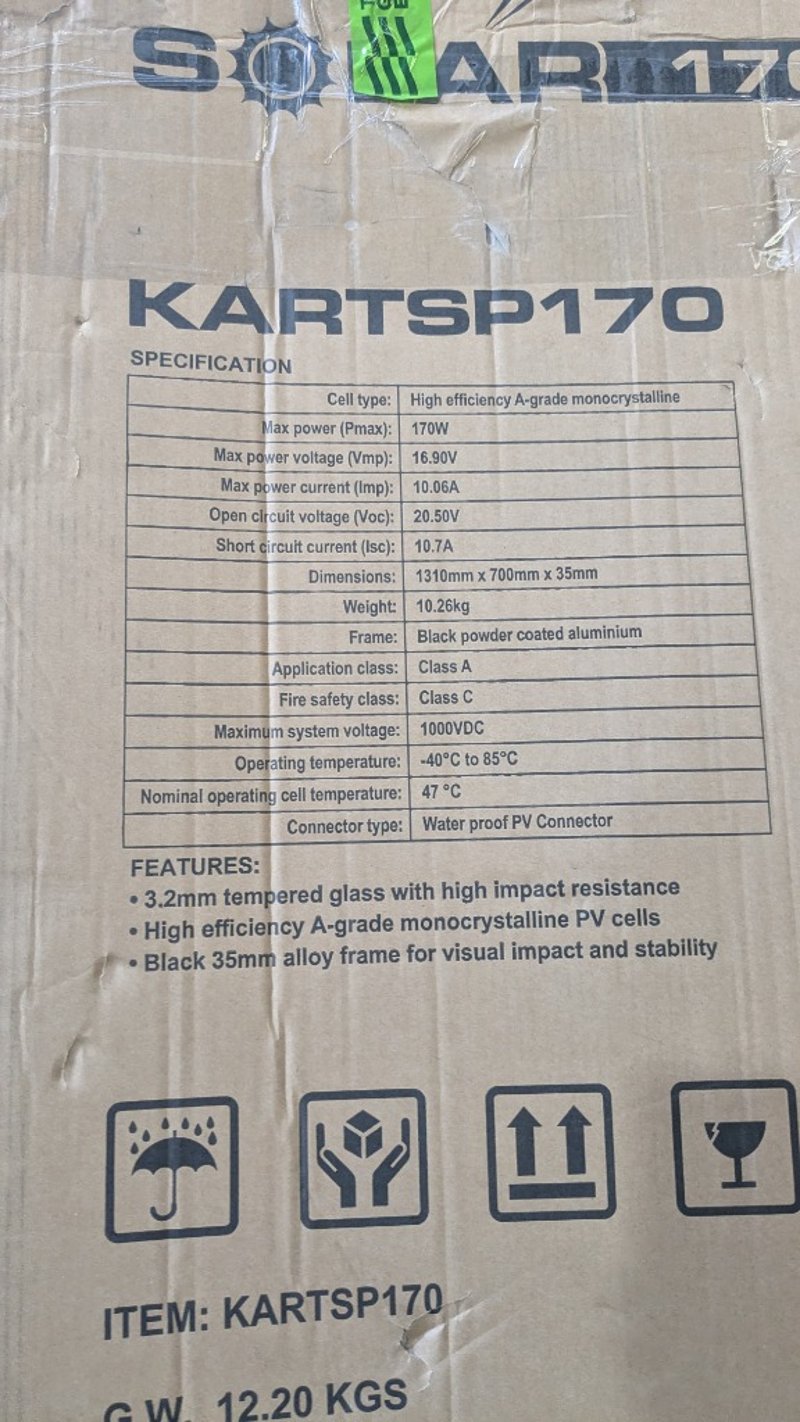 170
KARTSP170
SPECIFICATION
Cell type: High efficiency A-grade monocrystalline
Max power (Pmax): 170W
Max power voltage (Vmp): 16.90V
Max power current (Imp): 10.06A
Open circuit voltage (Voc): 20.50V
Short circuit current (Isc): 10.7A
Dimensions: 1310mm x 700mm x 35mm
Weight: 10.26kg
Frame: Black powder coated aluminium
Application class: Class A
Fire safety class: Class C
Maximum system voltage: 1000VDC
Operating temperature: -40°C to 85°C
Nominal operating cell temperature: 47 °C
Connector type: Water proof PV Connector
FEATURES:
• 3.2mm tempered glass with high impact resistance
• High efficiency A-grade monocrystalline PV cells
• Black 35mm alloy frame for visual impact and stability
ITEM: KARTSP170
G.W. 12.20 KGS